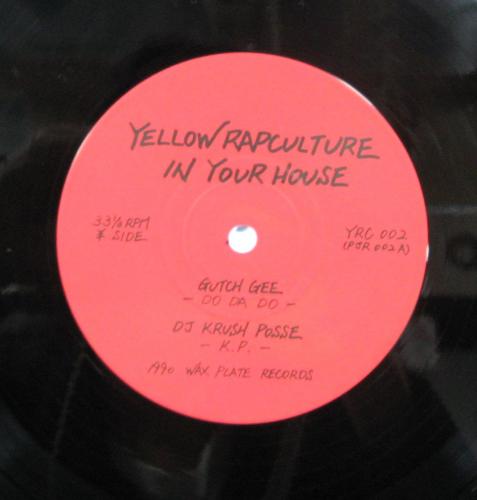 YELLOW RAPCULTURE
IN YOUR HOUSE
33⅓ RPM
¥ SIDE
YRC 002
(PJR 002 A)
GUTCH GEE
- DO DA DO -
DJ KRUSH POSSE
- K.P. -
1990 WAX PLATE RECORDS